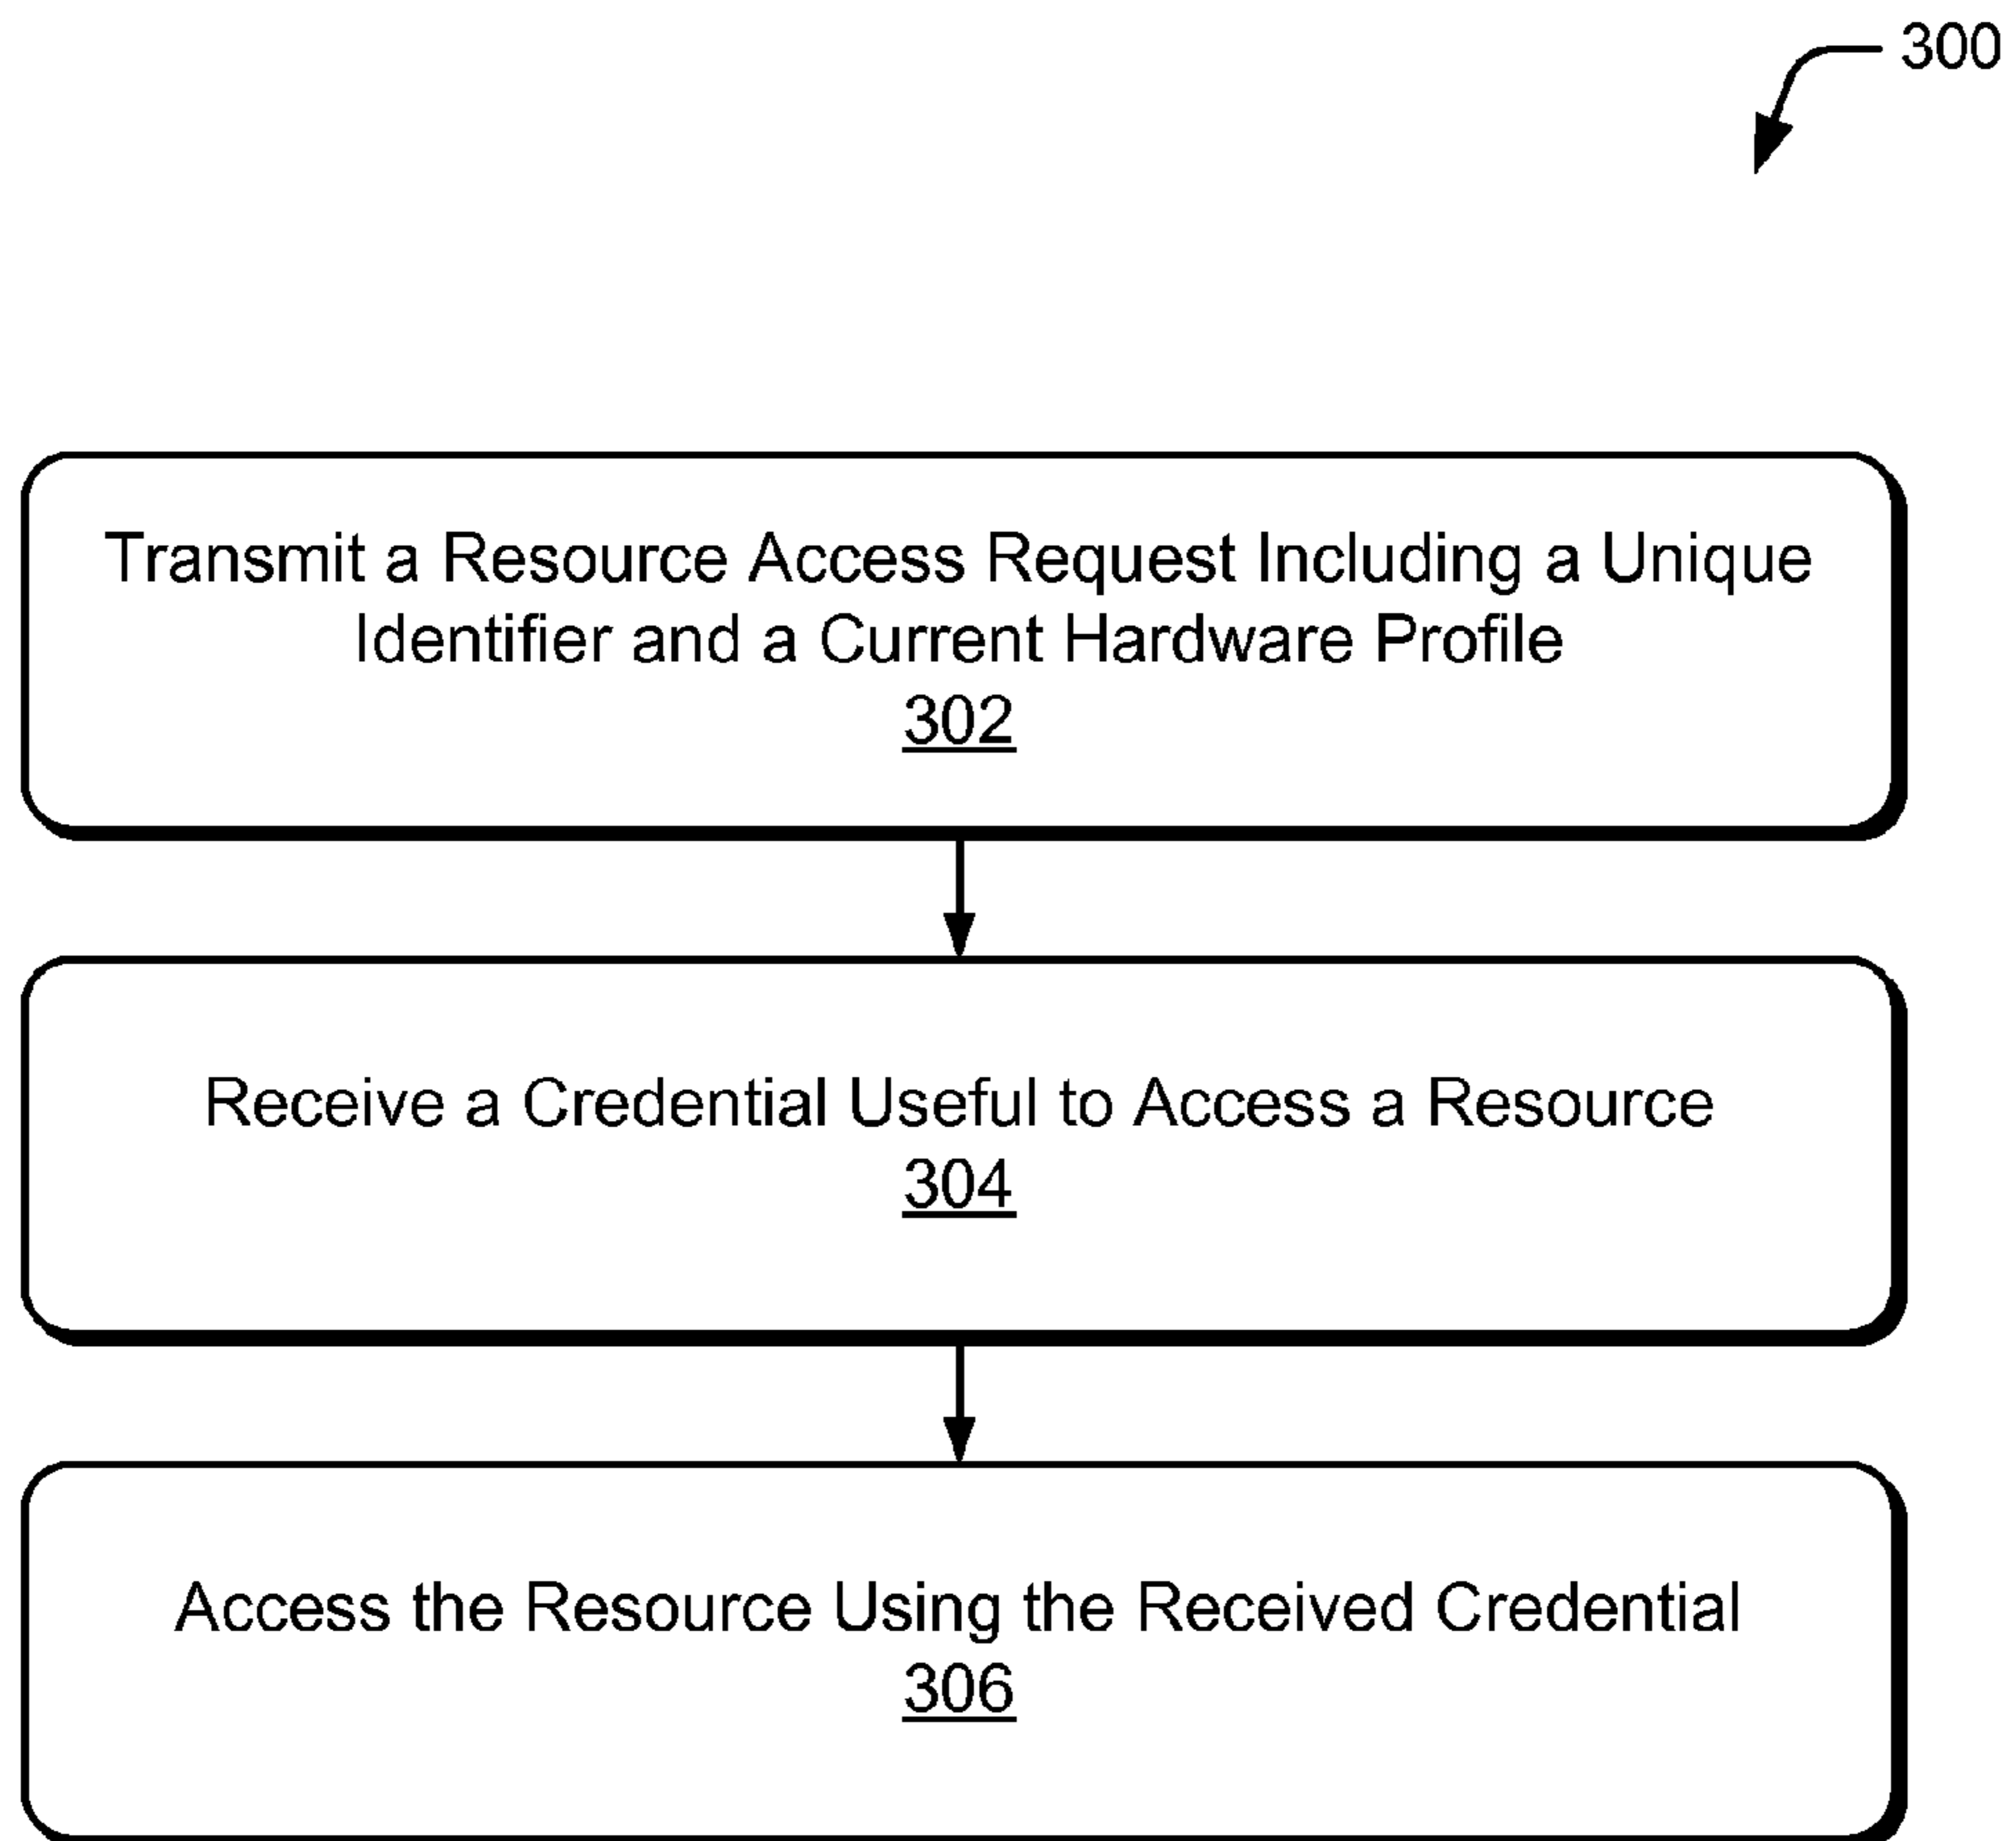 300
Transmit a Resource Access Request Including a Unique
Identifier and a Current Hardware Profile
302
Receive a Credential Useful to Access a Resource
304
Access the Resource Using the Received Credential
306